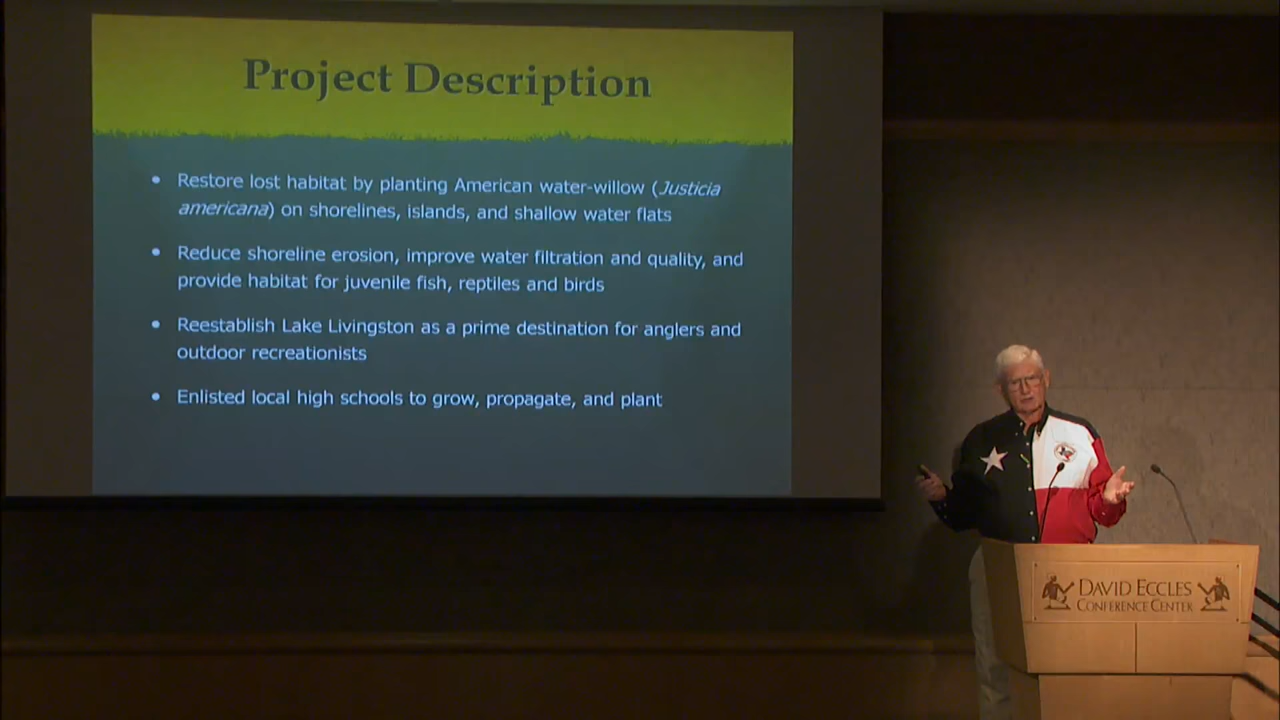 Project Description
• Restore lost habitat by planting American water-willow (Justicia
americana) on shorelines, islands, and shallow water flats
• Reduce shoreline erosion, improve water filtration and quality, and
provide habitat for juvenile fish, reptiles and birds
• Reestablish Lake Livingston as a prime destination for anglers and
outdoor recreationists
• Enlisted local high schools to grow, propagate, and plant
DAVID ECCLES
CONFERENCE CENTER